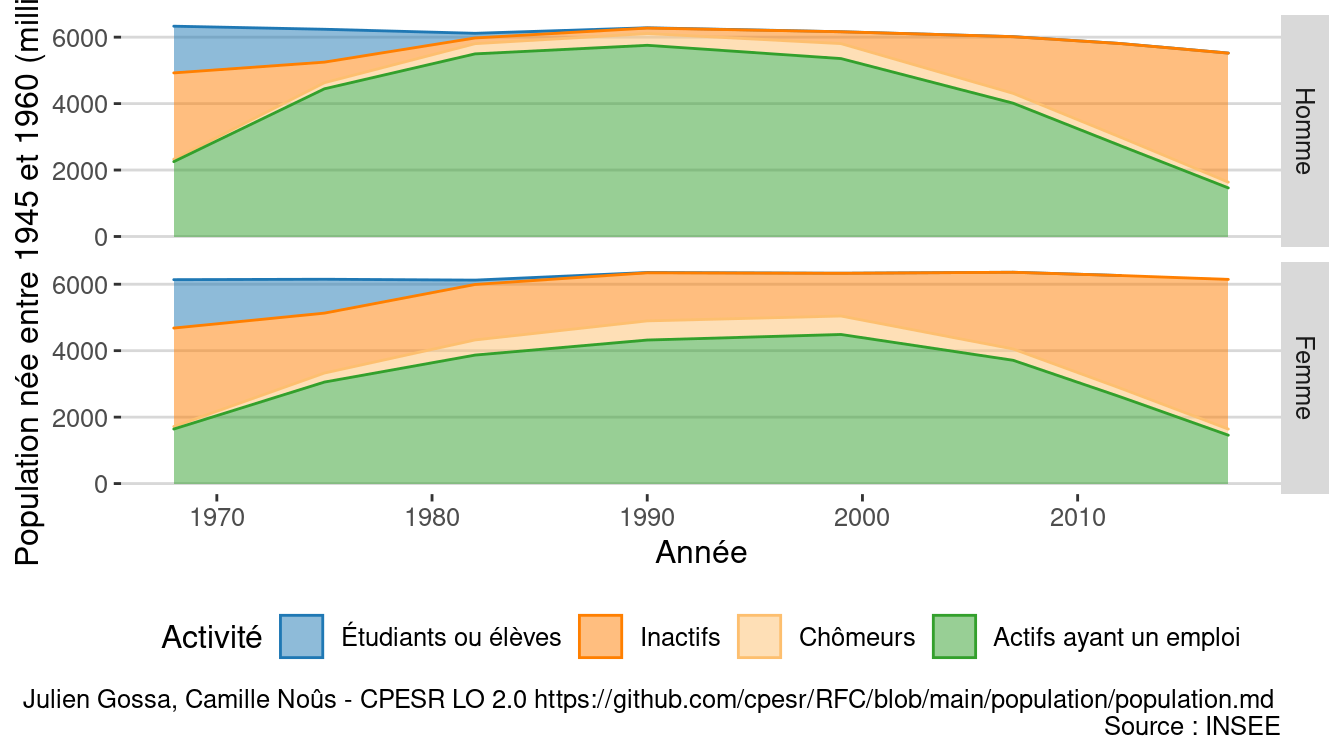 Population née entre 1945 et 1960 (milli
6000
4000
2000
0
Homme
6000
4000
2000
0
Femme
1970 1980 1990 2000 2010
Année
Activité Étudiants ou élèves Inactifs Chômeurs Actifs ayant un emploi
Julien Gossa, Camille Noûs - CPESR LO 2.0 https://github.com/cpesr/RFC/blob/main/population/population.md
Source : INSEE